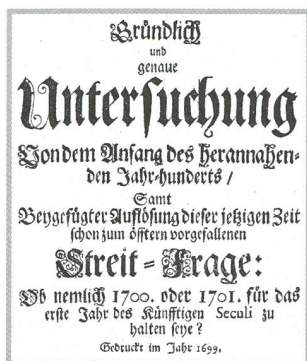 Gründlich
und
genaue
Untersuchung
Von dem Anfang des herannahen-
den Jahr-hunderts /
Samt
Beygefügter Auflösung dieser jetzigen Zeit
schon zum öfftern vorgefallenen
Streit-Frage:
Ob nemlich 1700. oder 1701. für das
erste Jahr des Künfftigen Seculi zu
halten seye?
Gedruckt im Jahr 1699.